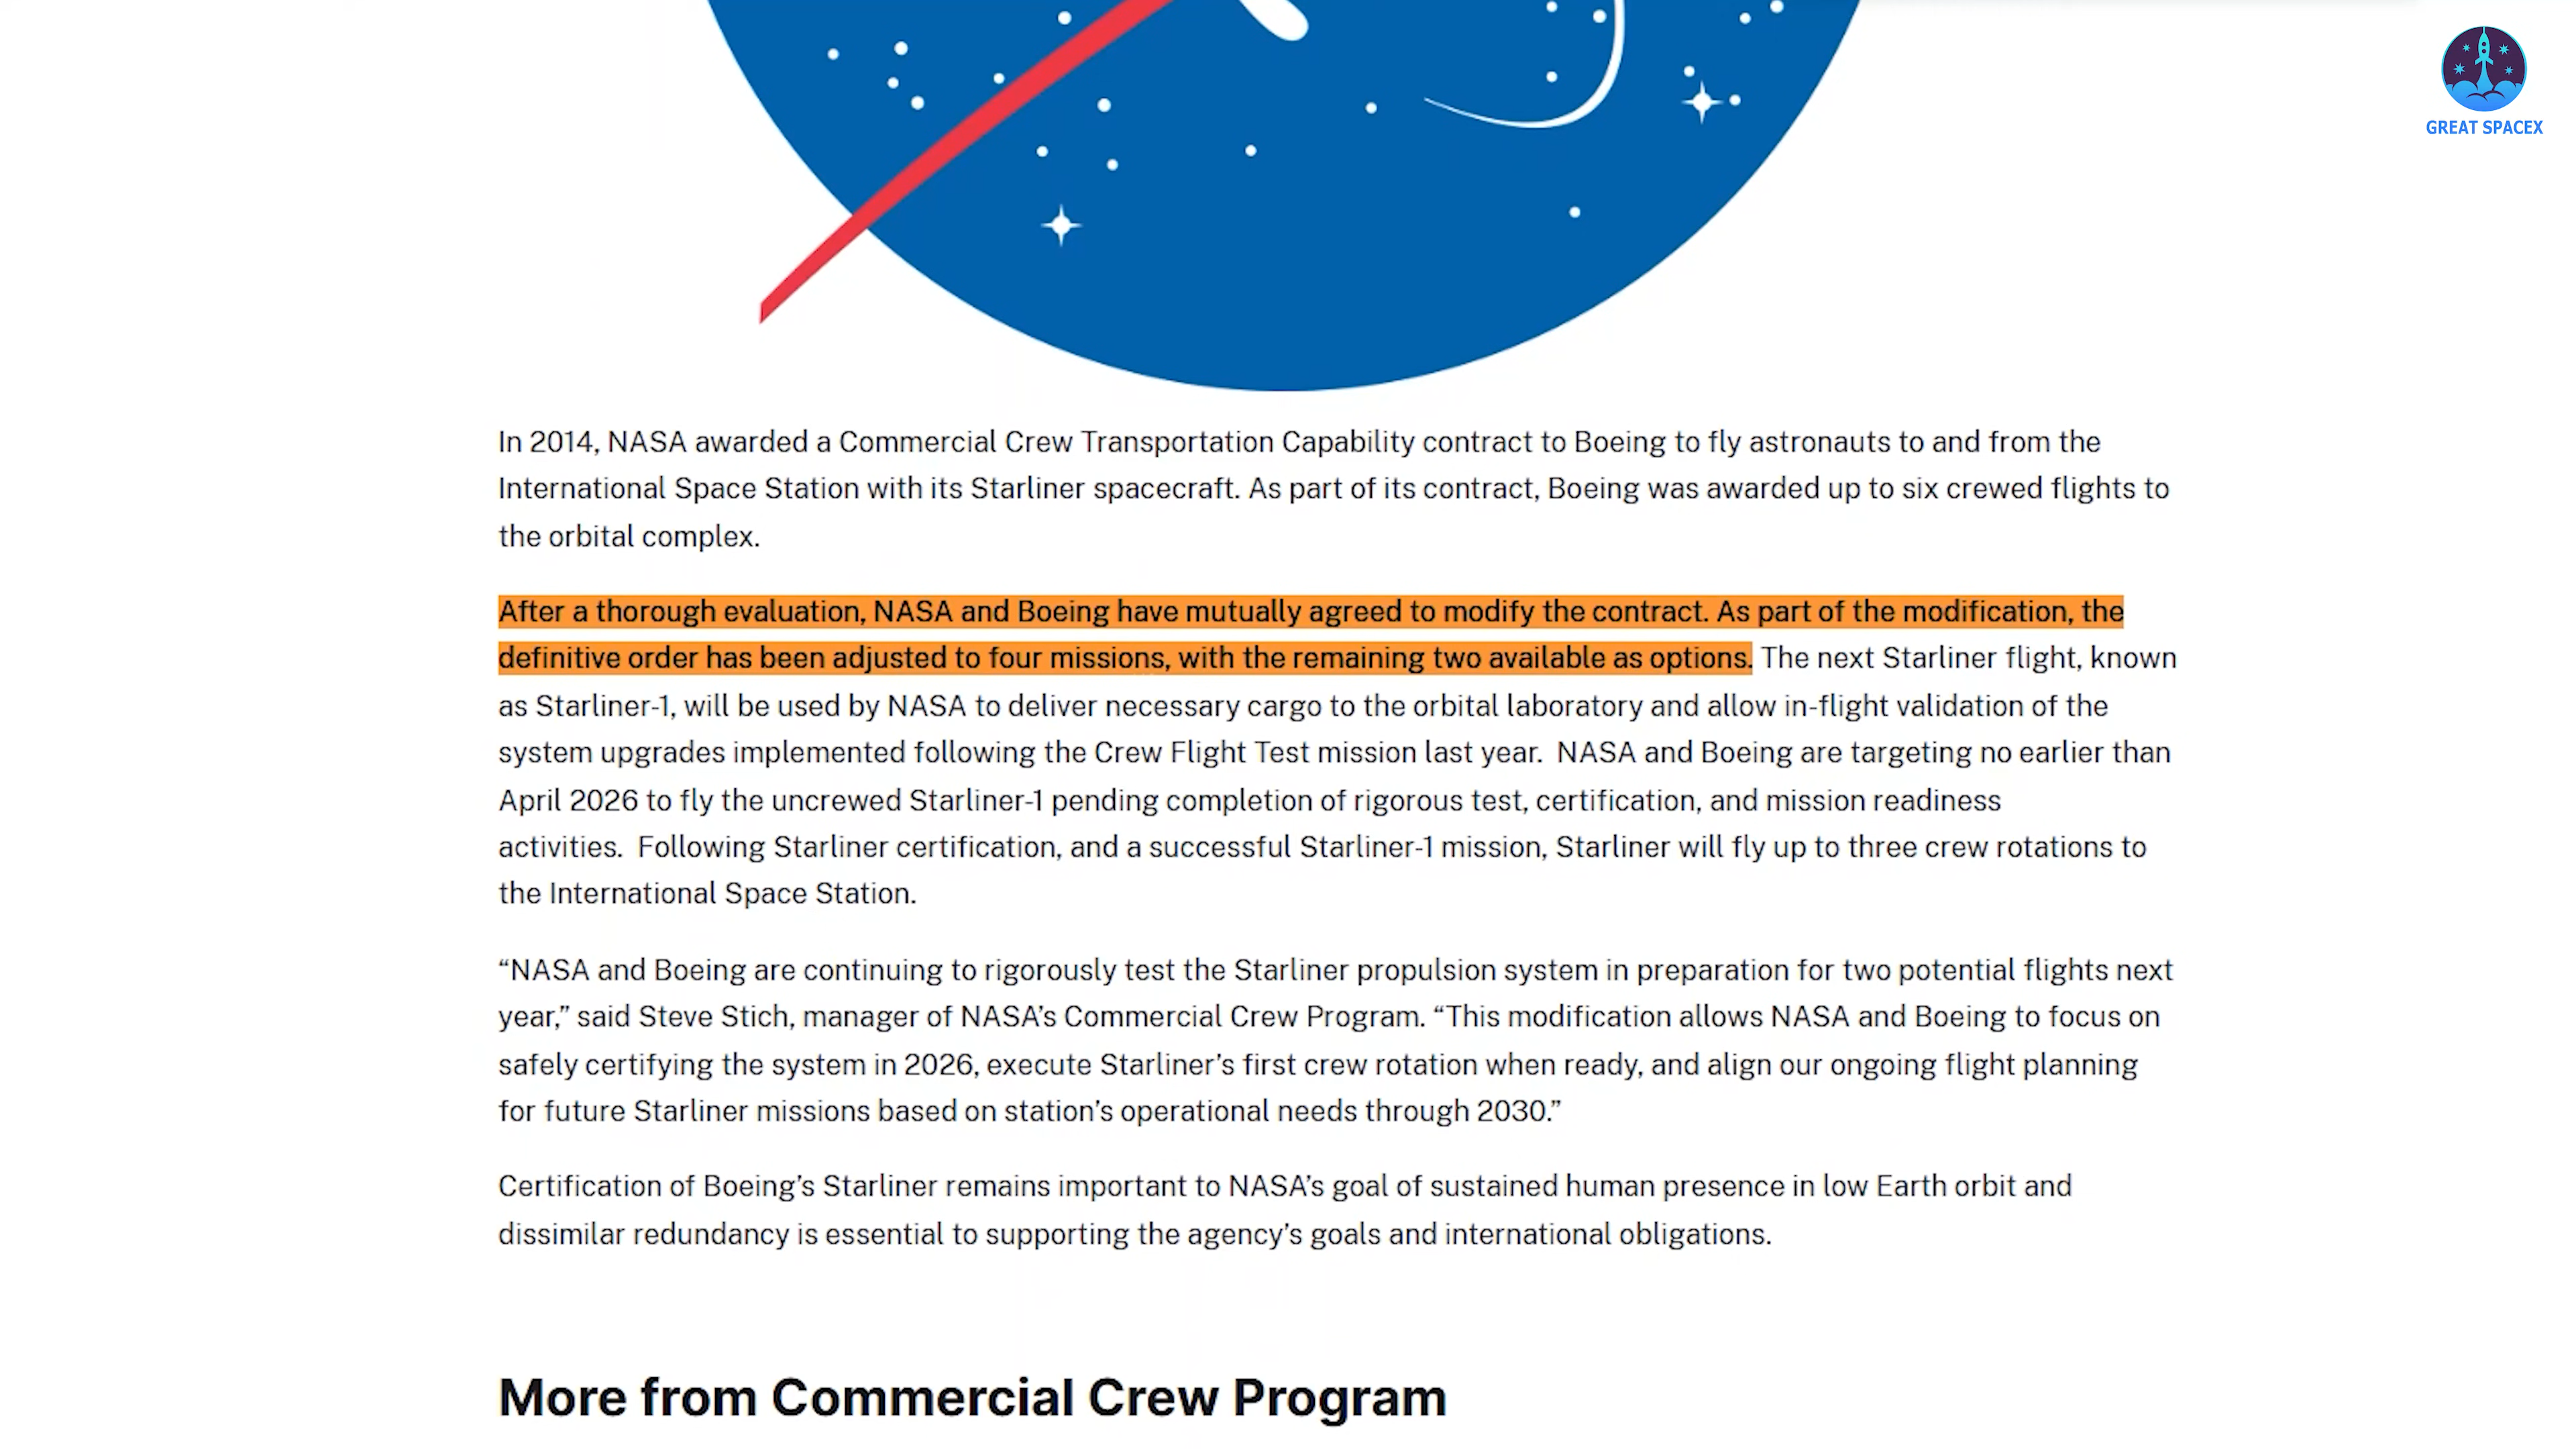 GREAT SPACEX
In 2014, NASA awarded a Commercial Crew Transportation Capability contract to Boeing to fly astronauts to and from the
International Space Station with its Starliner spacecraft. As part of its contract, Boeing was awarded up to six crewed flights to
the orbital complex.
After a thorough evaluation, NASA and Boeing have mutually agreed to modify the contract. As part of the modification, the
definitive order has been adjusted to four missions, with the remaining two available as options. The next Starliner flight, known
as Starliner-1, will be used by NASA to deliver necessary cargo to the orbital laboratory and allow in-flight validation of the
system upgrades implemented following the Crew Flight Test mission last year.  NASA and Boeing are targeting no earlier than
April 2026 to fly the uncrewed Starliner-1 pending completion of rigorous test, certification, and mission readiness
activities.  Following Starliner certification, and a successful Starliner-1 mission, Starliner will fly up to three crew rotations to
the International Space Station.
“NASA and Boeing are continuing to rigorously test the Starliner propulsion system in preparation for two potential flights next
year,” said Steve Stich, manager of NASA’s Commercial Crew Program. “This modification allows NASA and Boeing to focus on
safely certifying the system in 2026, execute Starliner’s first crew rotation when ready, and align our ongoing flight planning
for future Starliner missions based on station’s operational needs through 2030.”
Certification of Boeing’s Starliner remains important to NASA’s goal of sustained human presence in low Earth orbit and
dissimilar redundancy is essential to supporting the agency’s goals and international obligations.
More from Commercial Crew Program